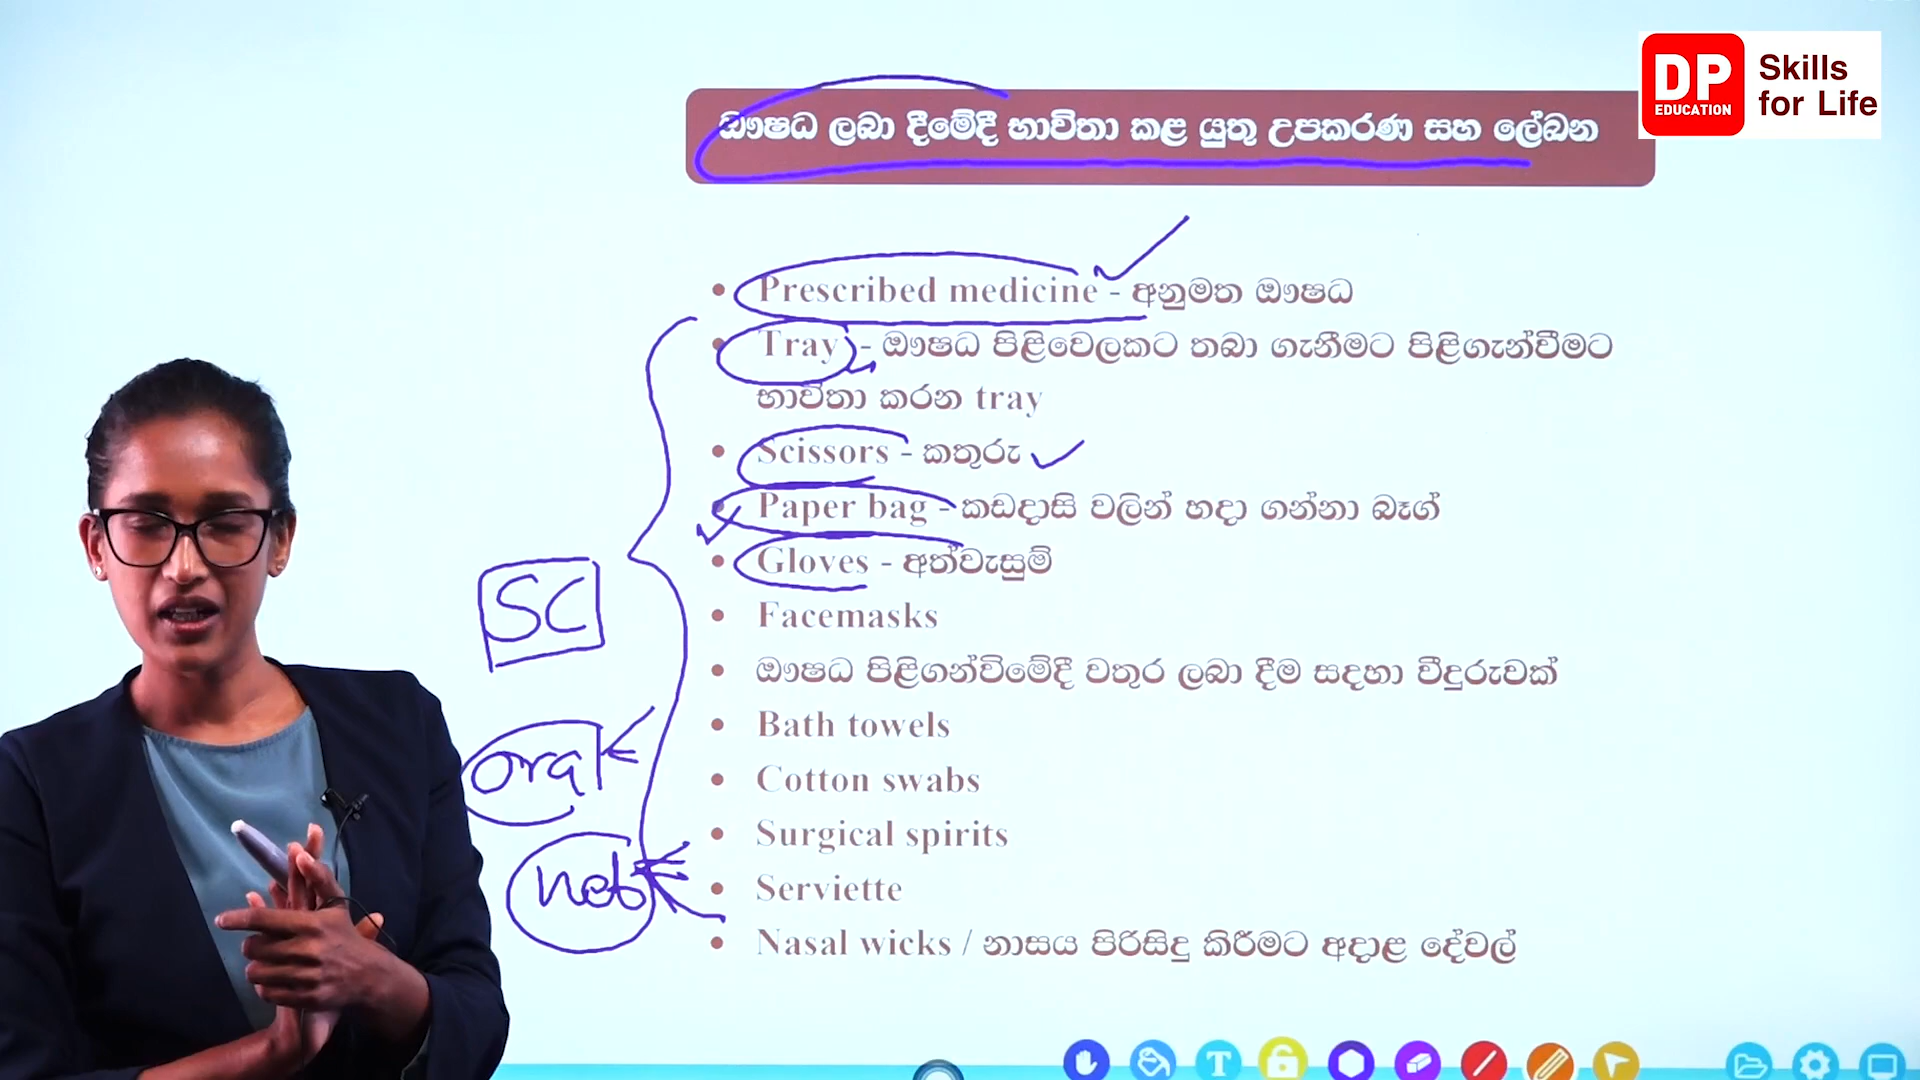 DP
EDUCATION
Skills
for Life
ඖෂධ ලබා දීමේදී භාවිතා කළ යුතු උපකරණ සහ ලේඛන
• Prescribed medicine - අනුමත ඖෂධ
• Tray - ඖෂධ පිළිවෙලකට තබා ගැනීමට පිළිගැන්වීමට
භාවිතා කරන tray
• Scissors - කතුරු
• Paper bag - කඩදාසි වලින් හදා ගන්නා බෑග්
• Gloves - අත්වැසුම්
SC
• Facemasks
• ඖෂධ පිළිගන්විමේදී වතුර ලබා දීම සදහා වීදුරුවක්
• Bath towels
oral
• Cotton swabs
• Surgical spirits
neb
• Serviette
• Nasal wicks / නාසය පිරිසිදු කිරීමට අදාළ දේවල්
T